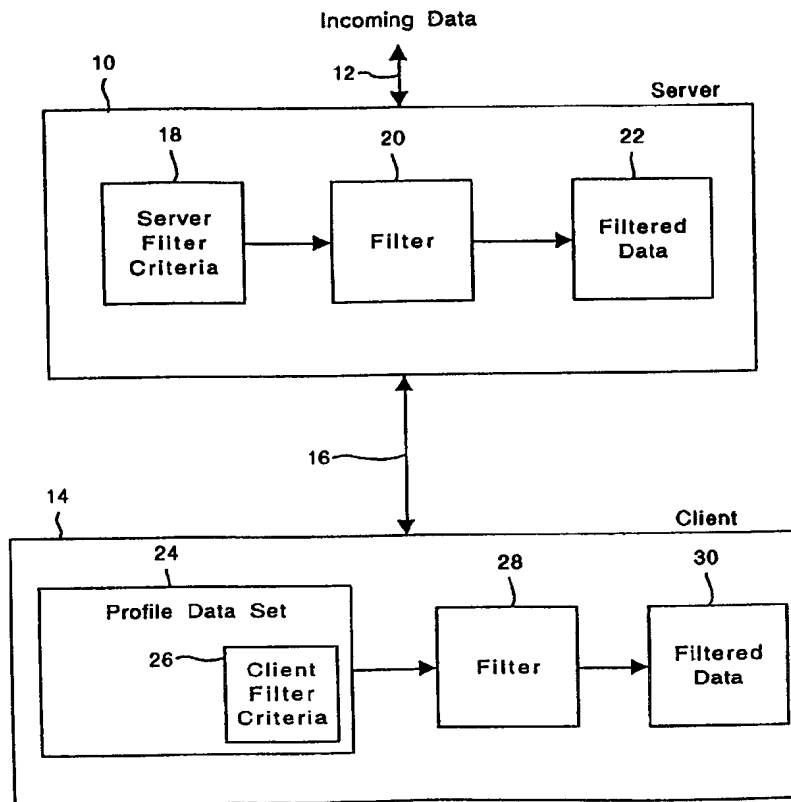 Incoming Data
10
12
Server
18
20
22
Server
Filter
Criteria
Filter
Filtered
Data
16
14
Client
24
28
30
Profile Data Set
26
Client
Filter
Criteria
Filter
Filtered
Data